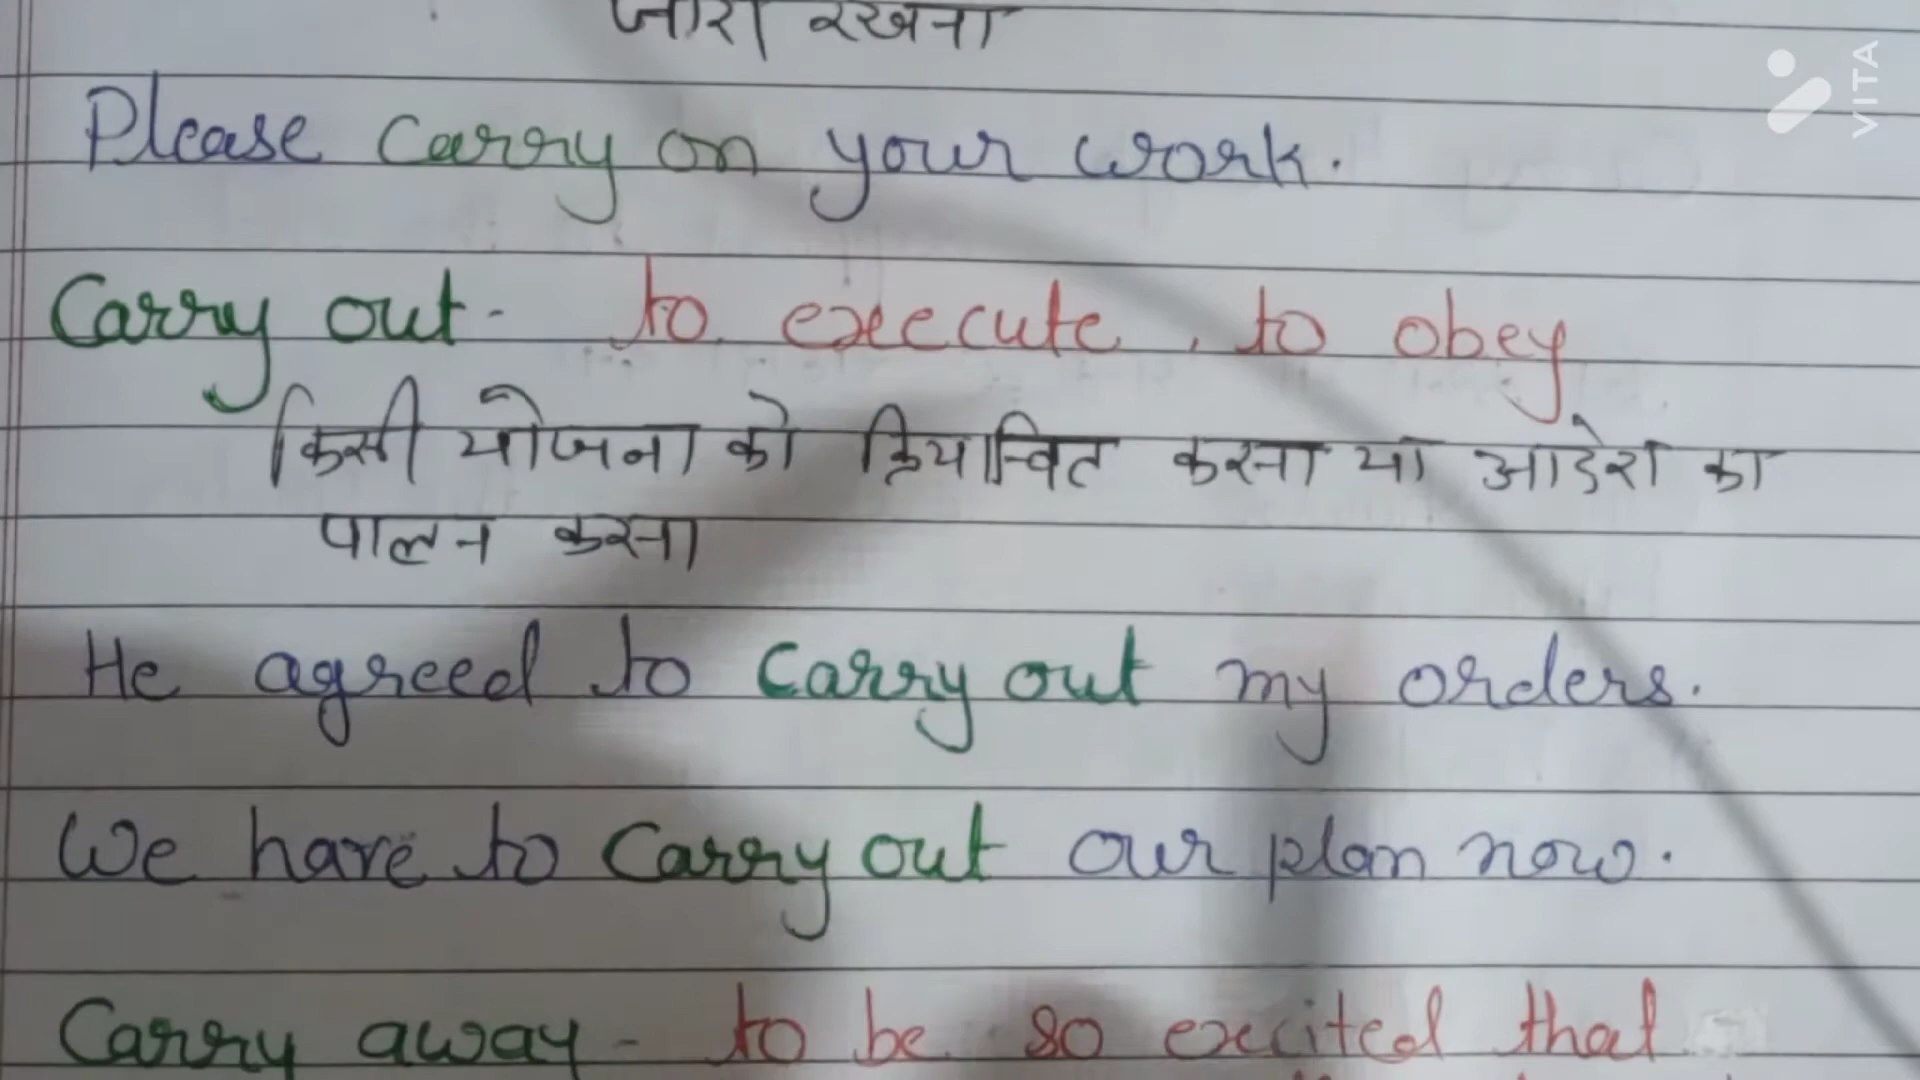 जारी रखना
Please carry on your work.
Carry out - to execute, to obey
किसी योजना को क्रियान्वित करना या आदेश का
पालन करना
He agreed to carry out my orders.
We have to carry out our plan now.
Carry away - to be so excited that
VITA